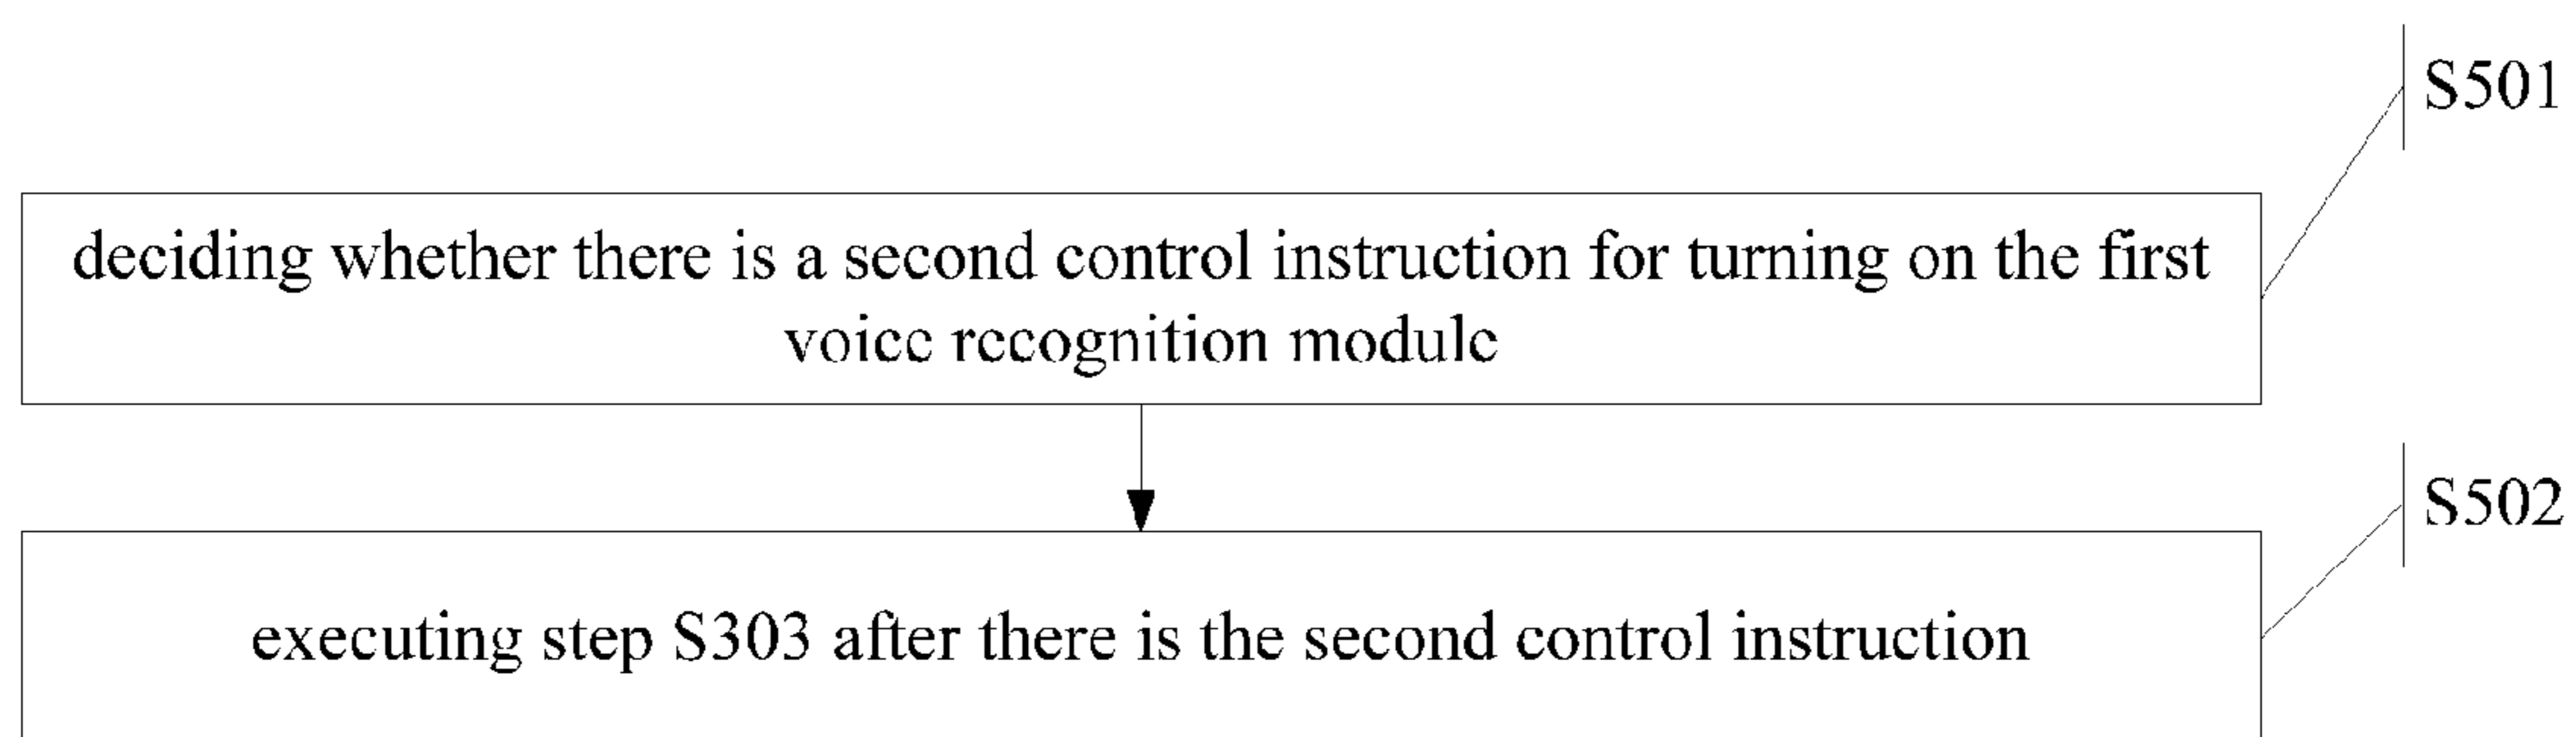 S501
deciding whether there is a second control instruction for turning on the first
voice recognition module
S502
executing step S303 after there is the second control instruction